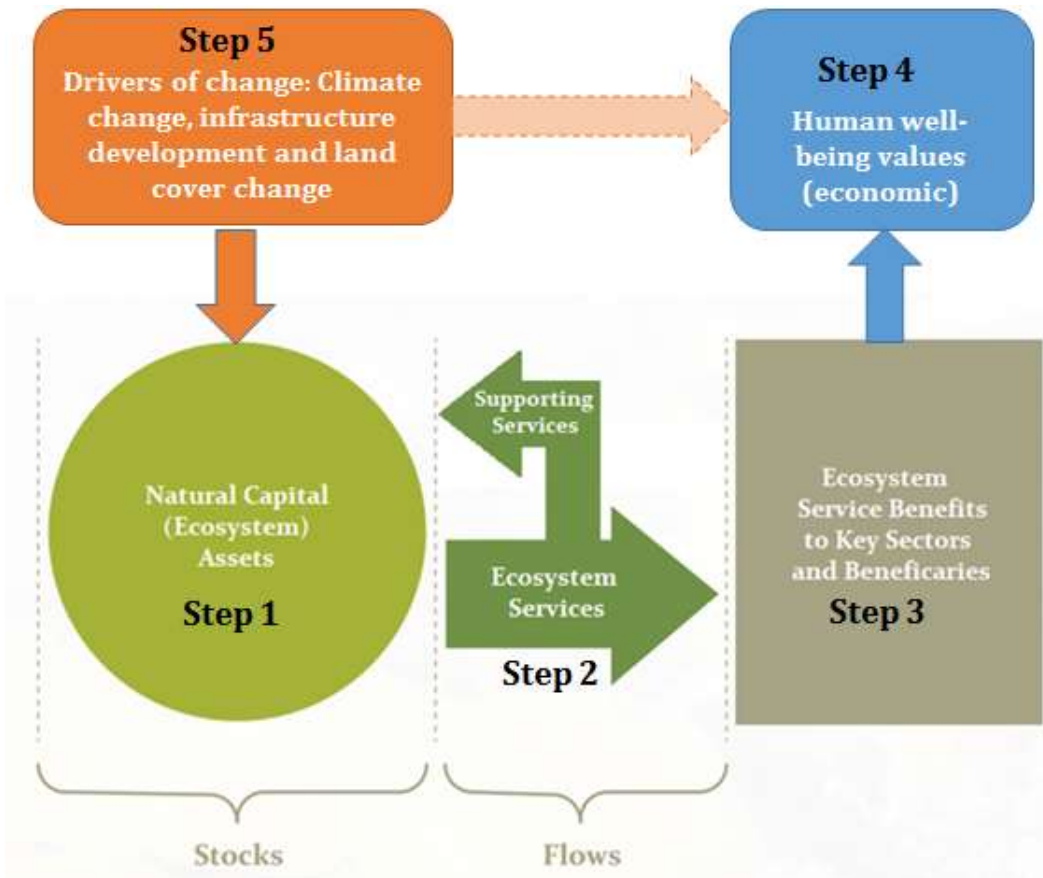 Step 5
Drivers of change: Climate
change, infrastructure
development and land
cover change
Step 4
Human well-
being values
(economic)
Natural Capital
(Ecosystem)
Assets
Step 1
Supporting
Services
Ecosystem
Services
Step 2
Ecosystem
Service Benefits
to Key Sectors
and Beneficaries
Step 3
Stocks
Flows